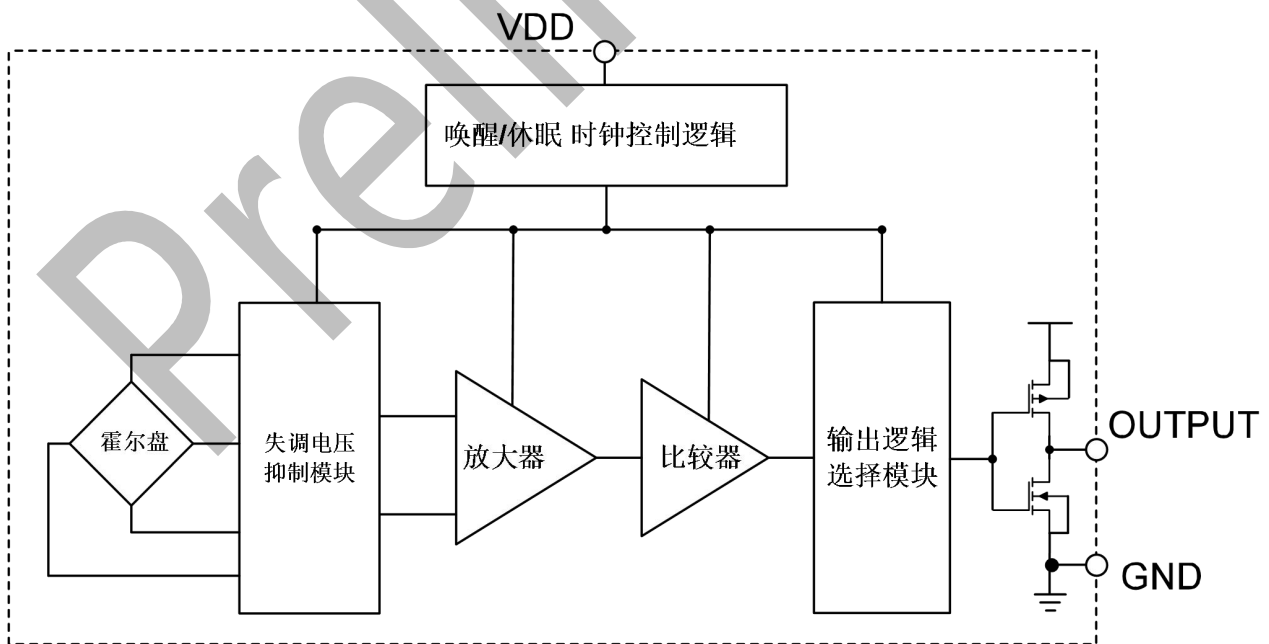 VDD
唤醒/休眠 时钟控制逻辑
霍尔盘
失调电压
抑制模块
放大器
比较器
输出逻辑
选择模块
OUTPUT
GND